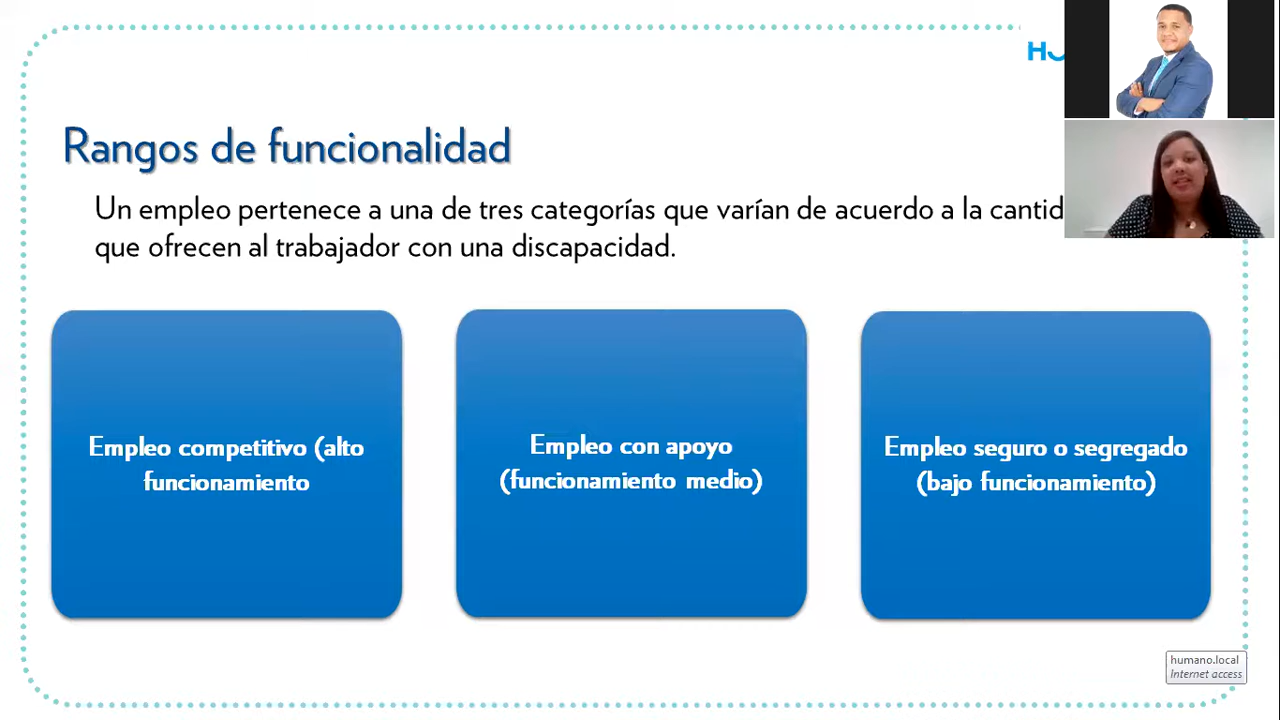 Rangos de funcionalidad
Un empleo pertenece a una de tres categorías que varían de acuerdo a la
que ofrecen al trabajador con una discapacidad.
Empleo competitivo (alto
funcionamiento
Empleo con apoyo
(funcionamiento medio)
Empleo seguro o segregado
(bajo funcionamiento)
humano.local
Internet access